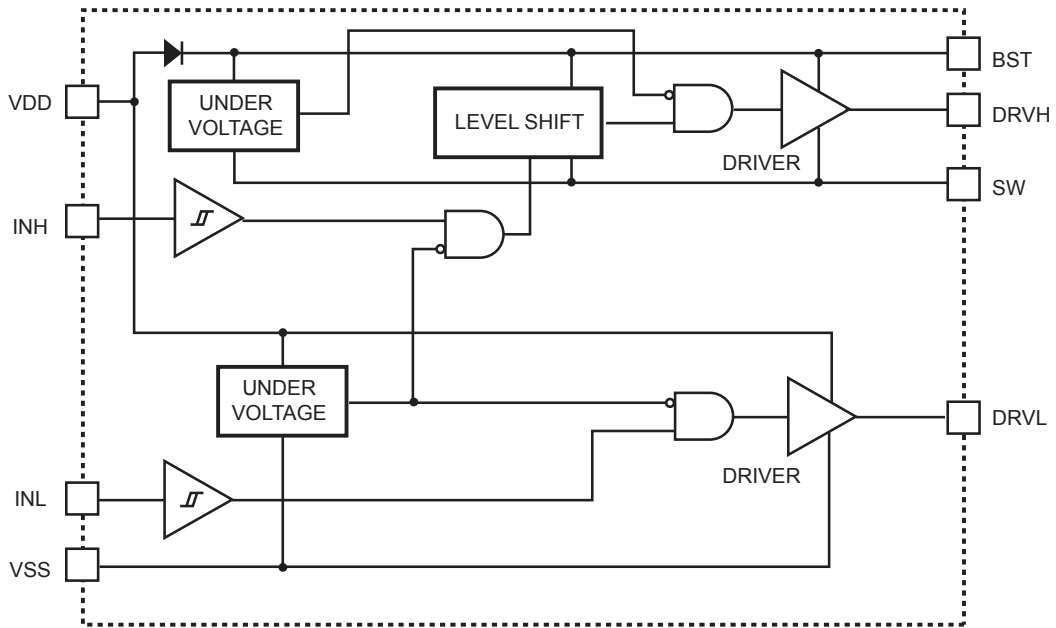 BST
VDD
UNDER
VOLTAGE
LEVEL SHIFT
DRVH
DRIVER
SW
INH
UNDER
VOLTAGE
DRVL
DRIVER
INL
VSS